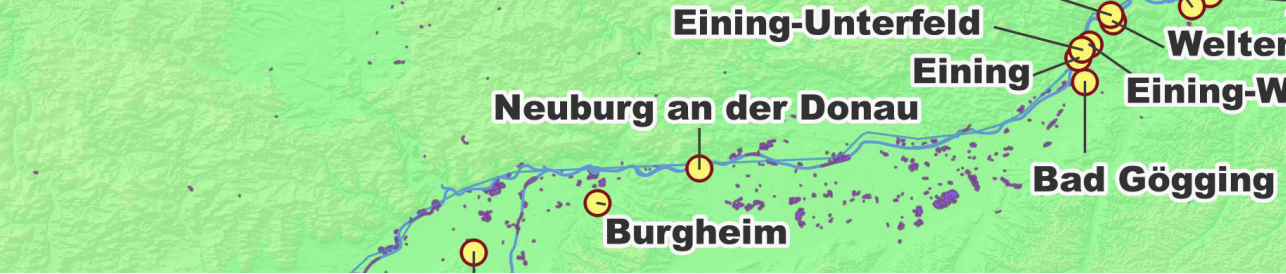 Eining-Unterfeld
Welter
Eining
Eining-W
Neuburg an der Donau
Bad Gögging
Burgheim